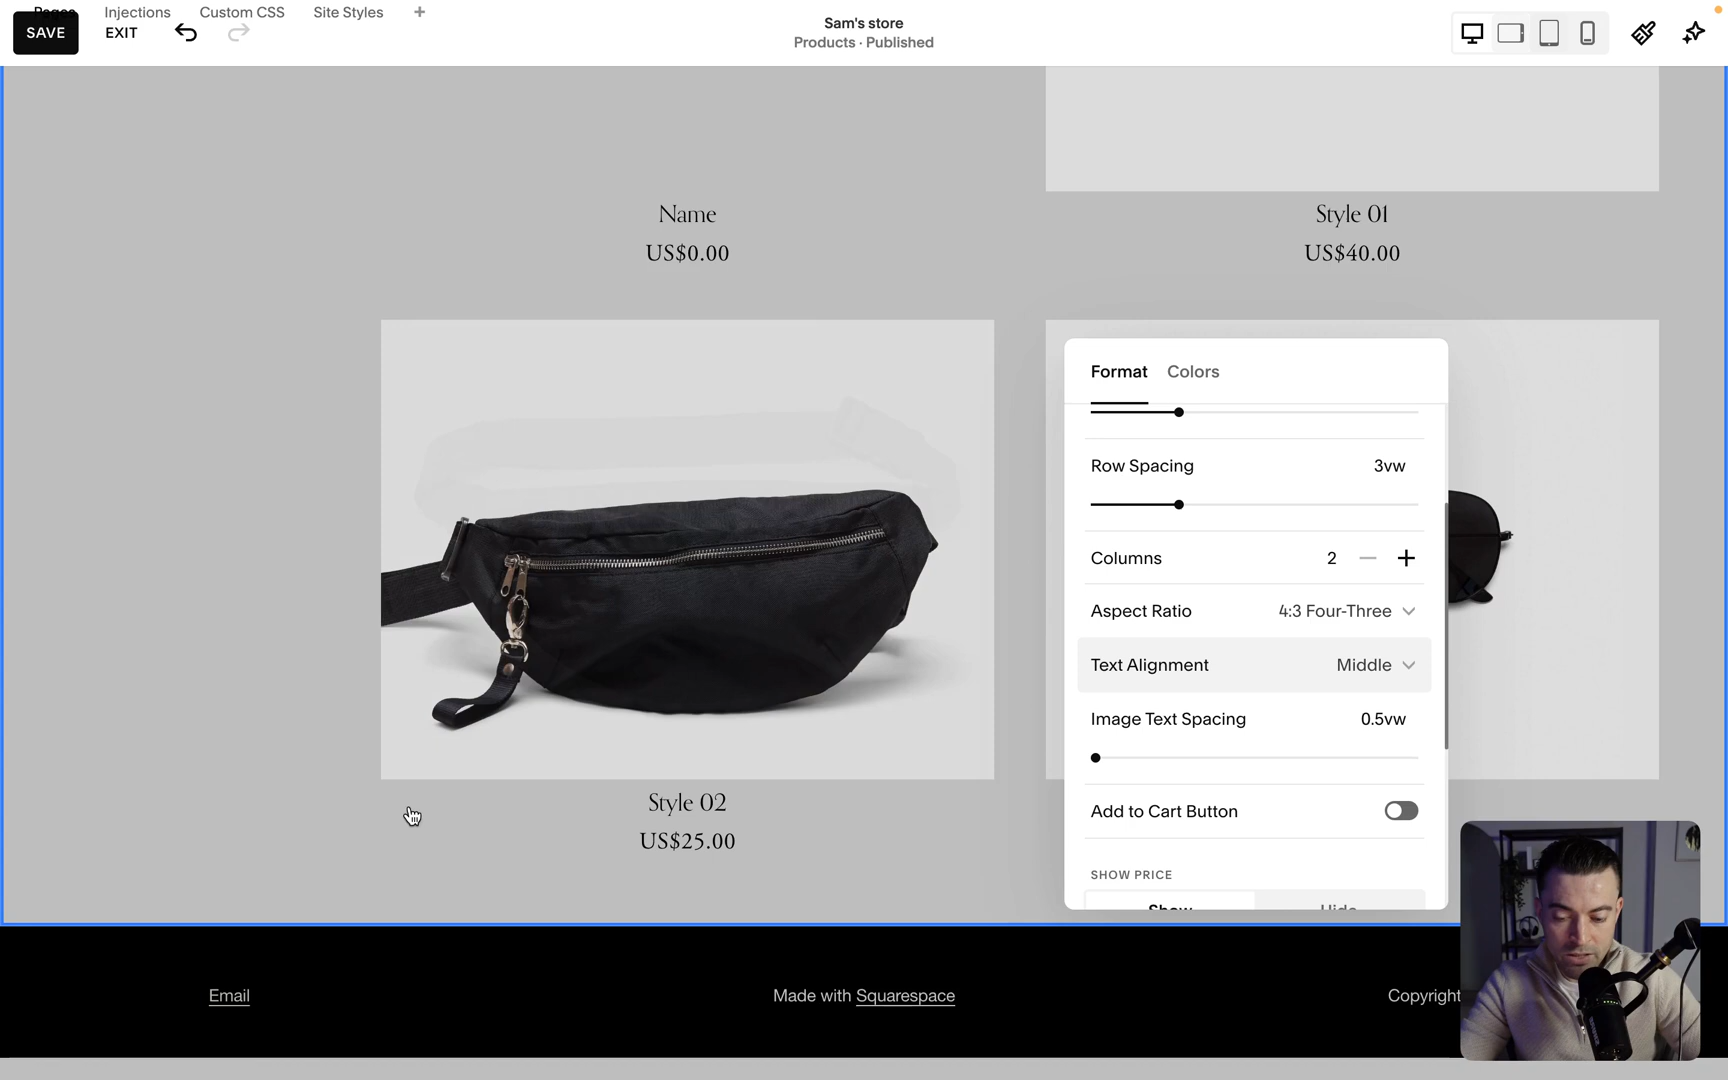 Pages
Injections
Custom CSS
Site Styles
+
SAVE
EXIT
Sam's store
Products · Published
Name
US$0.00
Style 01
US$40.00
Format
Colors
Row Spacing
3vw
Columns
2
Aspect Ratio
4:3 Four-Three
Text Alignment
Middle
Image Text Spacing
0.5vw
Add to Cart Button
SHOW PRICE
Show
Hide
Style 02
US$25.00
Email
Made with Squarespace
Copyright